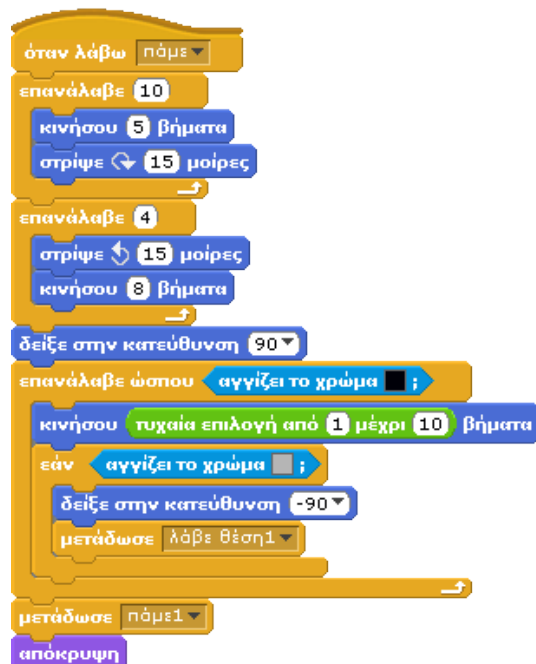 όταν λάβω πάμε
επανάλαβε 10
κινήσου 5 βήματα
στρίψε 15 μοίρες
επανάλαβε 4
στρίψε 15 μοίρες
κινήσου 8 βήματα
δείξε στην κατεύθυνση 90
επανάλαβε ώσπου αγγίζει το χρώμα ;
κινήσου τυχαία επιλογή από 1 μέχρι 10 βήματα
εάν αγγίζει το χρώμα ;
δείξε στην κατεύθυνση -90
μετάδωσε λάβε θέση1
μετάδωσε πάμε1
απόκρυψη